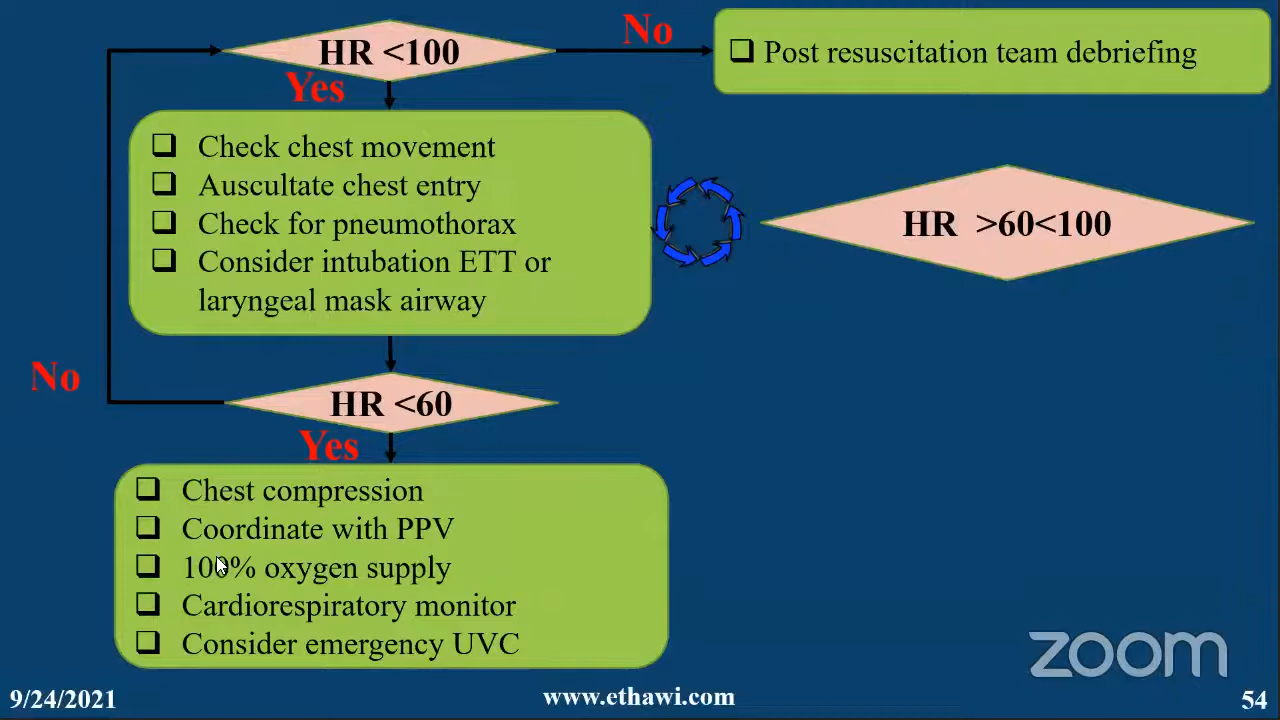 HR <100
No
Post resuscitation team debriefing
Yes
Check chest movement
Auscultate chest entry
Check for pneumothorax
Consider intubation ETT or
laryngeal mask airway
HR >60<100
No
HR <60
Yes
Chest compression
Coordinate with PPV
100% oxygen supply
Cardiorespiratory monitor
Consider emergency UVC
zoom
9/24/2021
www.ethawi.com
54